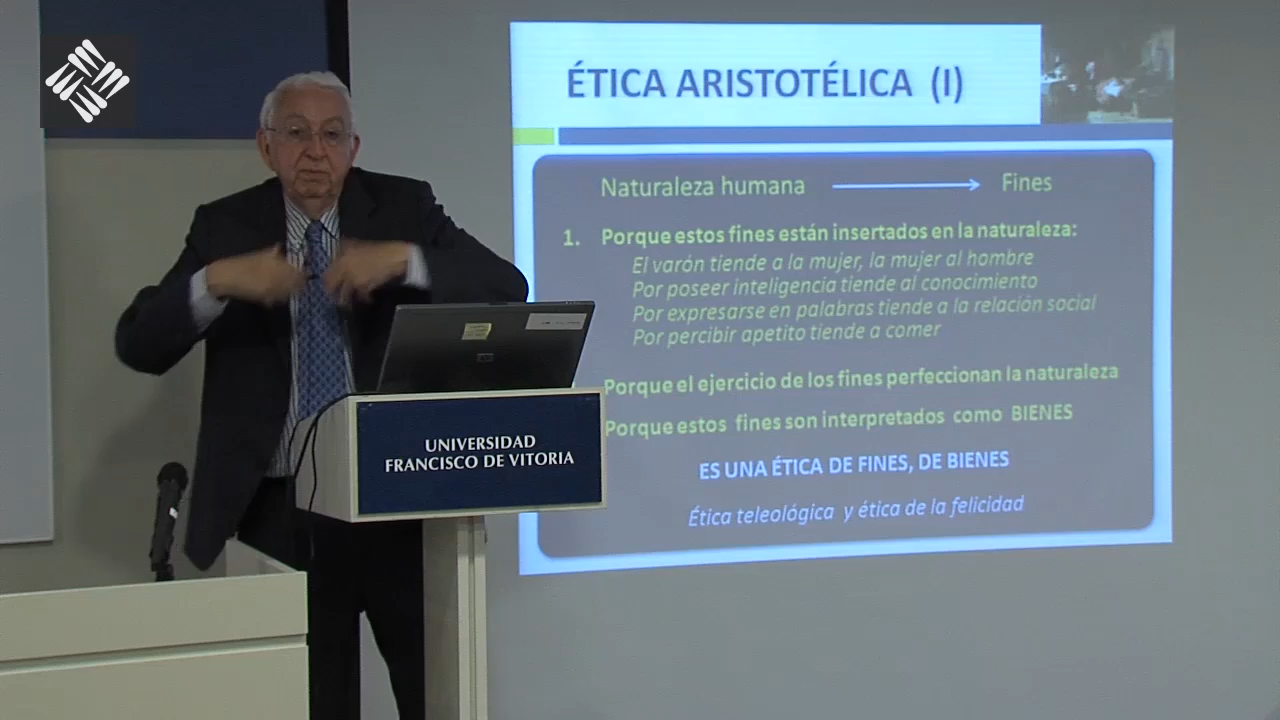 ÉTICA ARISTOTÉLICA (I)
Naturaleza humana
Fines
1. Porque estos fines están insertados en la naturaleza:
El varón tiende a la mujer, la mujer al hombre
Por poseer inteligencia tiende al conocimiento
Por expresarse en palabras tiende a la relación social
Por percibir apetito tiende a comer
Porque el ejercicio de los fines perfeccionan la naturaleza
Porque estos fines son interpretados como BIENES
ES UNA ÉTICA DE FINES, DE BIENES
Ética teleológica y ética de la felicidad
UNIVERSIDAD
FRANCISCO DE VITORIA